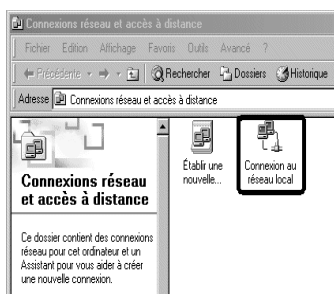 Connexions réseau et accès à distance
Fichier Edition Affichage Favoris Outils Avancé ?
Précédente Rechercher Dossiers Historique
Adresse Connexions réseau et accès à distance
Établir une
nouvelle...
Connexion au
réseau local
Connexions réseau
et accès à distance
Ce dossier contient des connexions
réseau pour cet ordinateur et un
Assistant pour vous aider à créer
une nouvelle connexion.